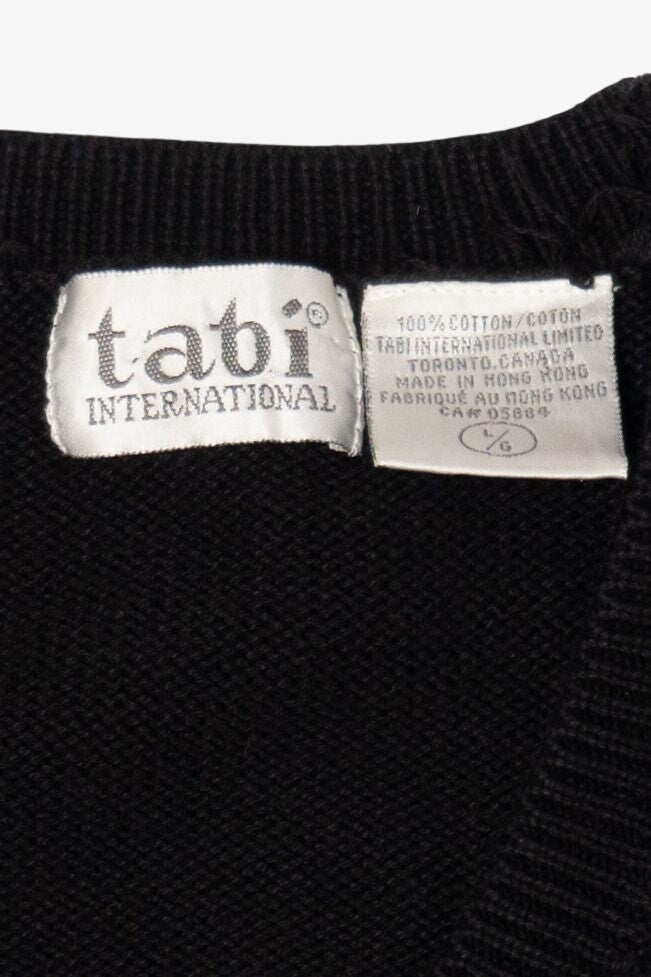 tabi®
INTERNATIONAL
100% COTTON/COTON
TABI INTERNATIONAL LIMITED
TORONTO, CANADA
MADE IN HONG KONG
FABRIQUÉ AU HONG KONG
CA# 05884
L/G